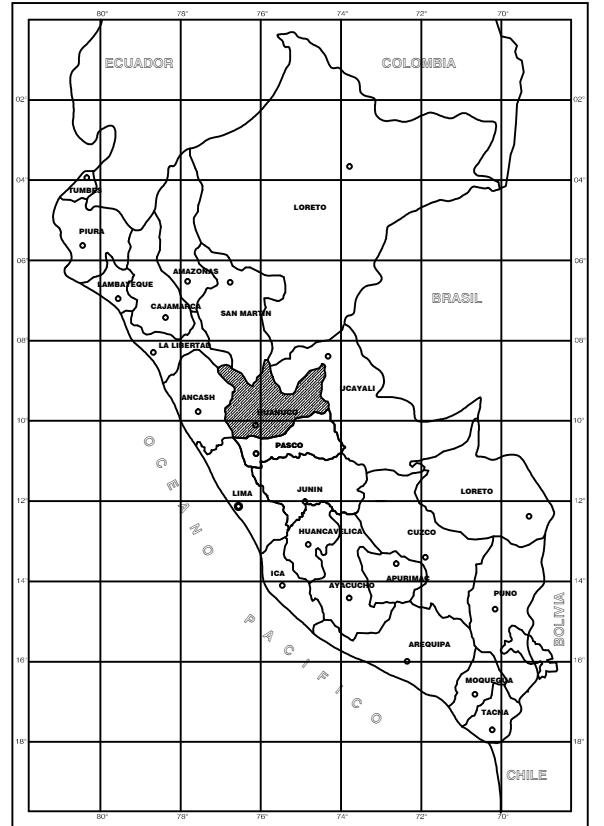 80° 78° 76° 74° 72° 70°
ECUADOR COLOMBIA
02° 02°
04° 04°
TUMBES
LORETO
PIURA
06° 06°
AMAZONAS
LAMBAYEQUE
BRASIL
CAJAMARCA
SAN MARTIN
08° 08°
LA LIBERTAD
UCAYALI
ANCASH
HUANUCO
10° 10°
PASCO
LIMA
JUNIN
LORETO
12° 12°
HUANCAVELICA
CUZCO
ICA
APURIMAC
14° 14°
AYACUCHO
PUNO
BOLIVIA
AREQUIPA
16° 16°
MOQUEGUA
TACNA
OCEANO PACIFICO
18° 18°
CHILE
80° 78° 76° 74° 72° 70°